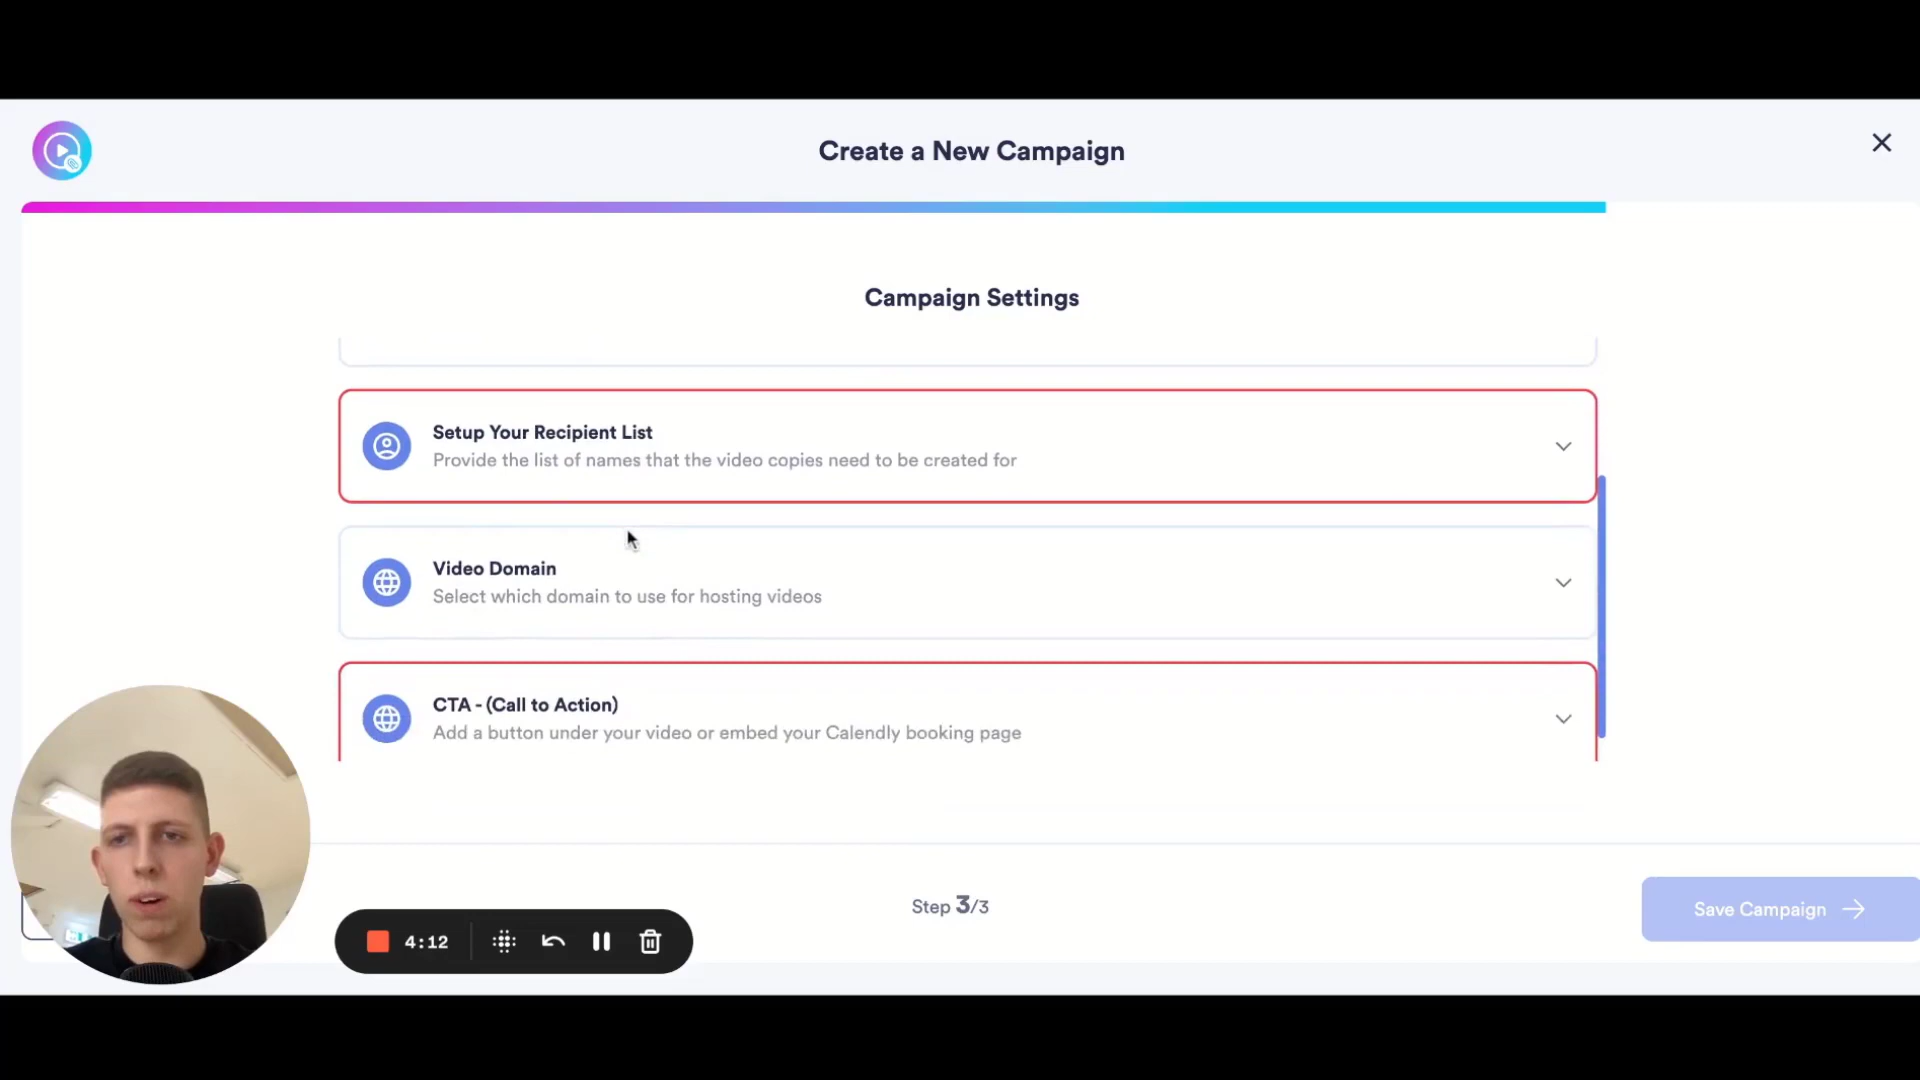 Create a New Campaign
Campaign Settings
Setup Your Recipient List
Provide the list of names that the video copies need to be created for
Video Domain
Select which domain to use for hosting videos
CTA - (Call to Action)
Add a button under your video or embed your Calendly booking page
Step 3/3
Save Campaign
4:12